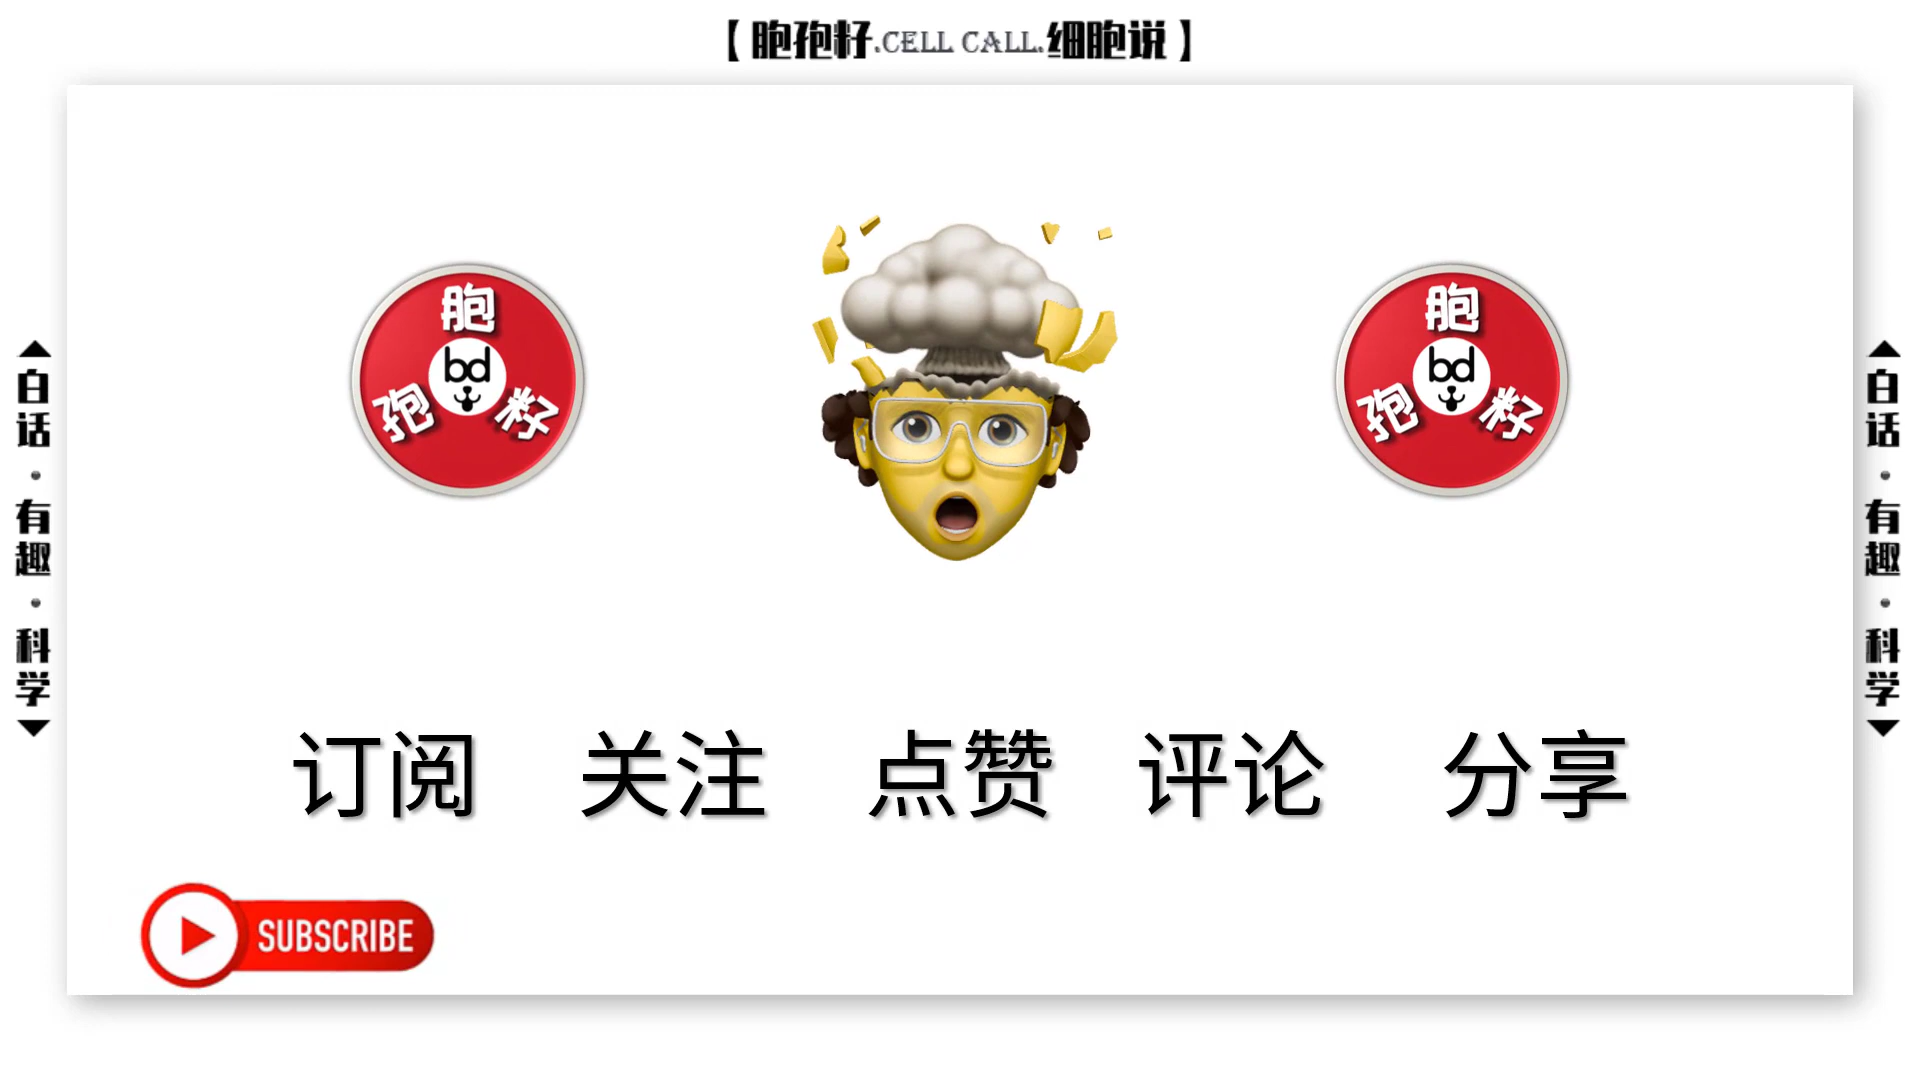 【胞孢籽.CELL CALL.细胞说】
白话·有趣·科学
胞
bd
孢
籽
胞
bd
孢
籽
白话·有趣·科学
订阅 关注 点赞 评论 分享
SUBSCRIBE